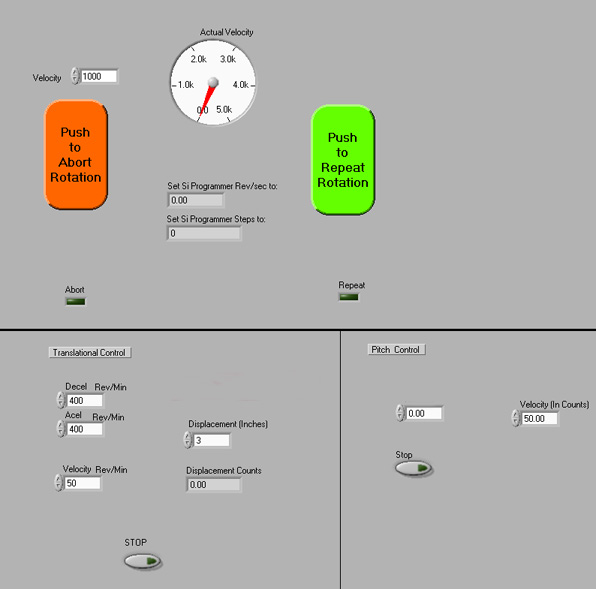 Actual Velocity
2.0k 3.0k
Velocity 1000
1.0k 4.0k
0.0 5.0k
Push
to
Abort
Rotation
Push
to
Repeat
Rotation
Set Si Programmer Rev/sec to:
0.00
Set Si Programmer Steps to:
0
Abort
Repeat
Translational Control
Pitch Control
Decel Rev/Min
400
Acel Rev/Min
400
Displacement (Inches)
3
Velocity Rev/Min
50
Displacement Counts
0.00
STOP
0.00
Velocity (In Counts)
50.00
Stop